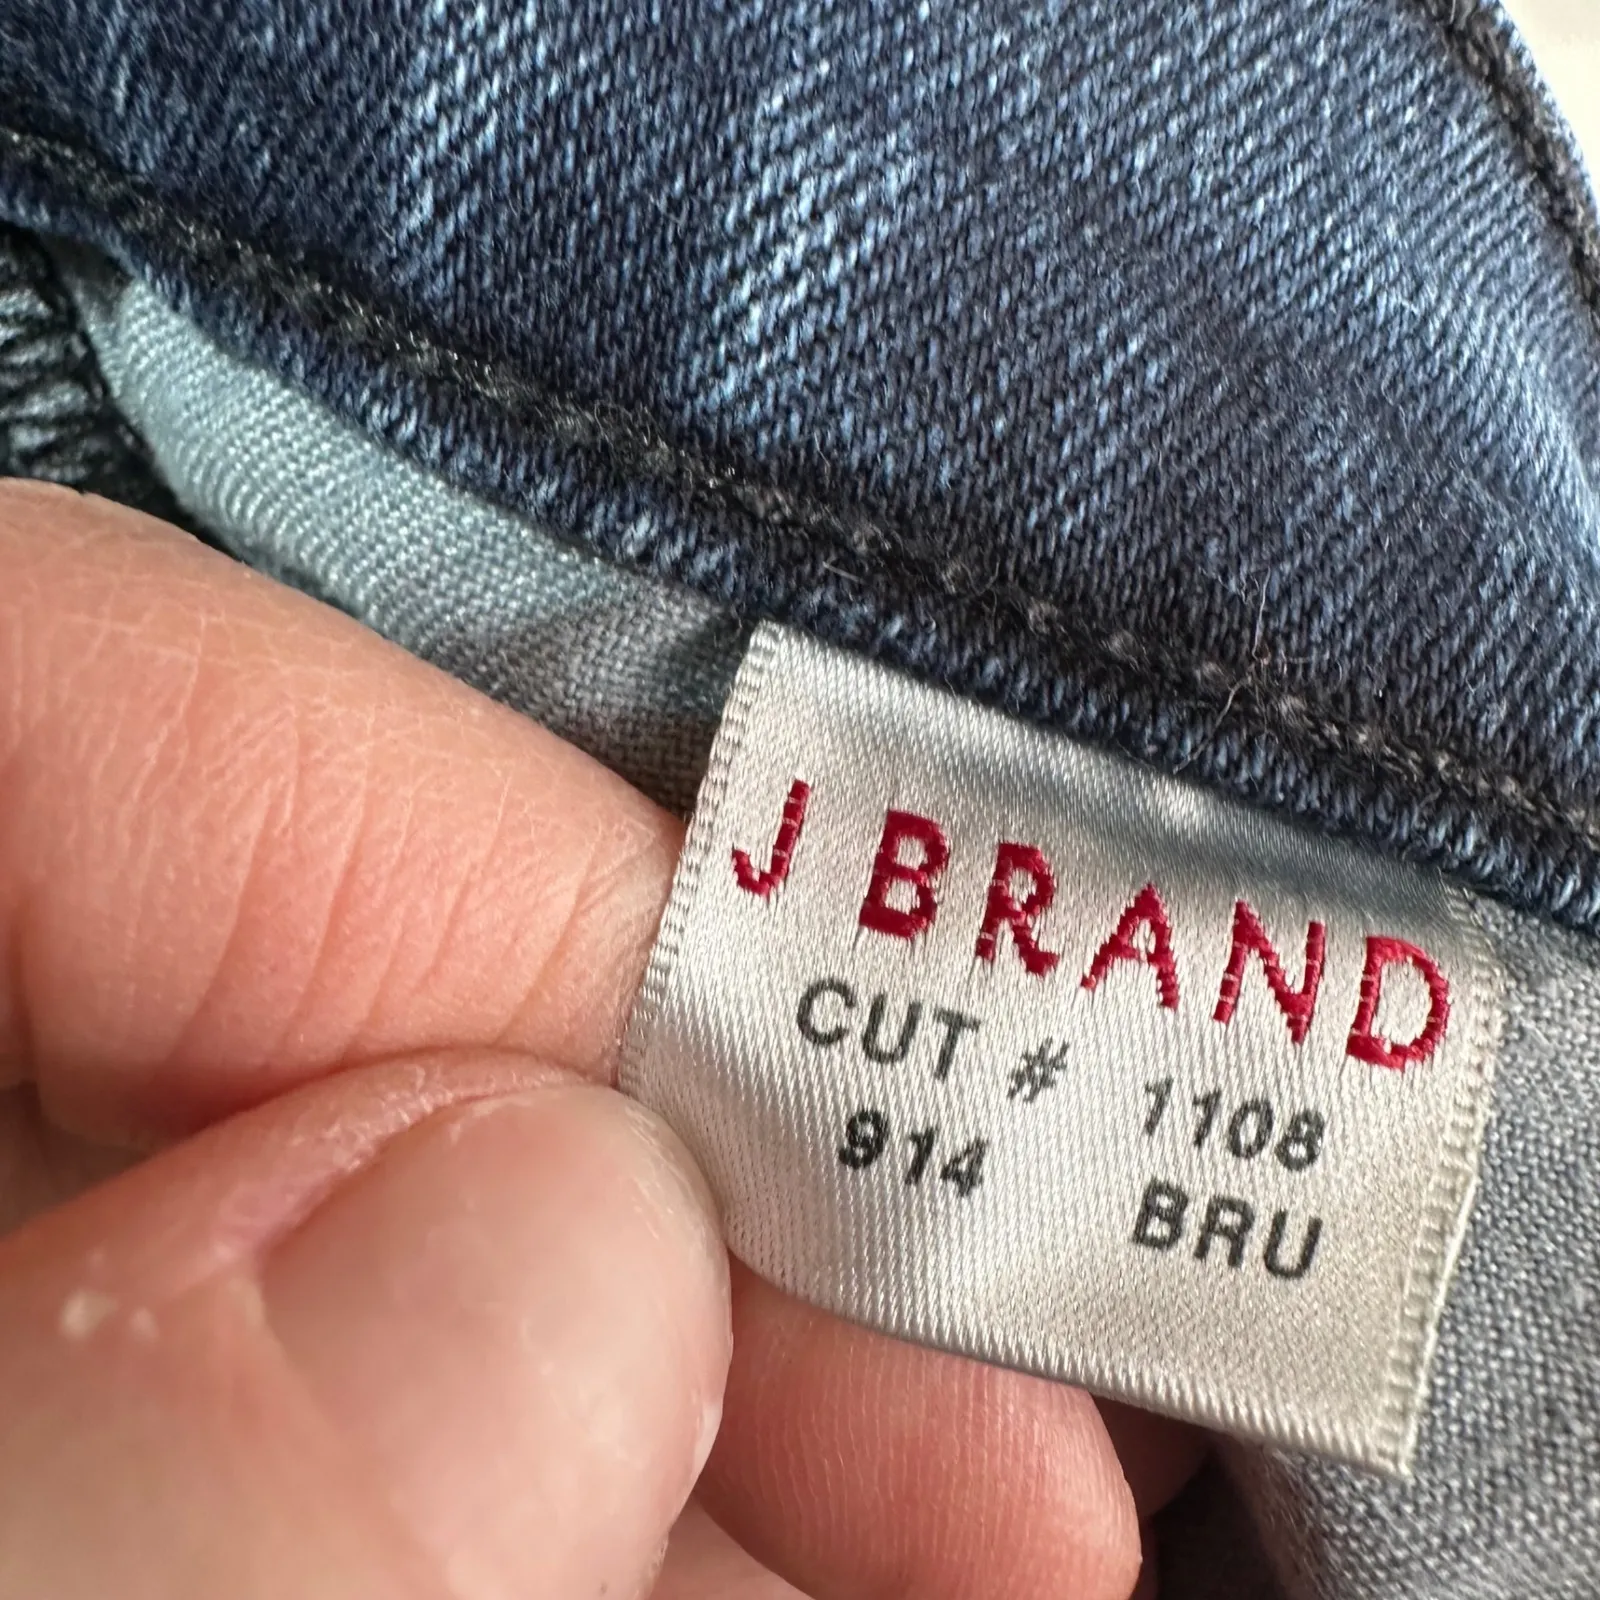 J BRAND
CUT # 1108
914 BRU